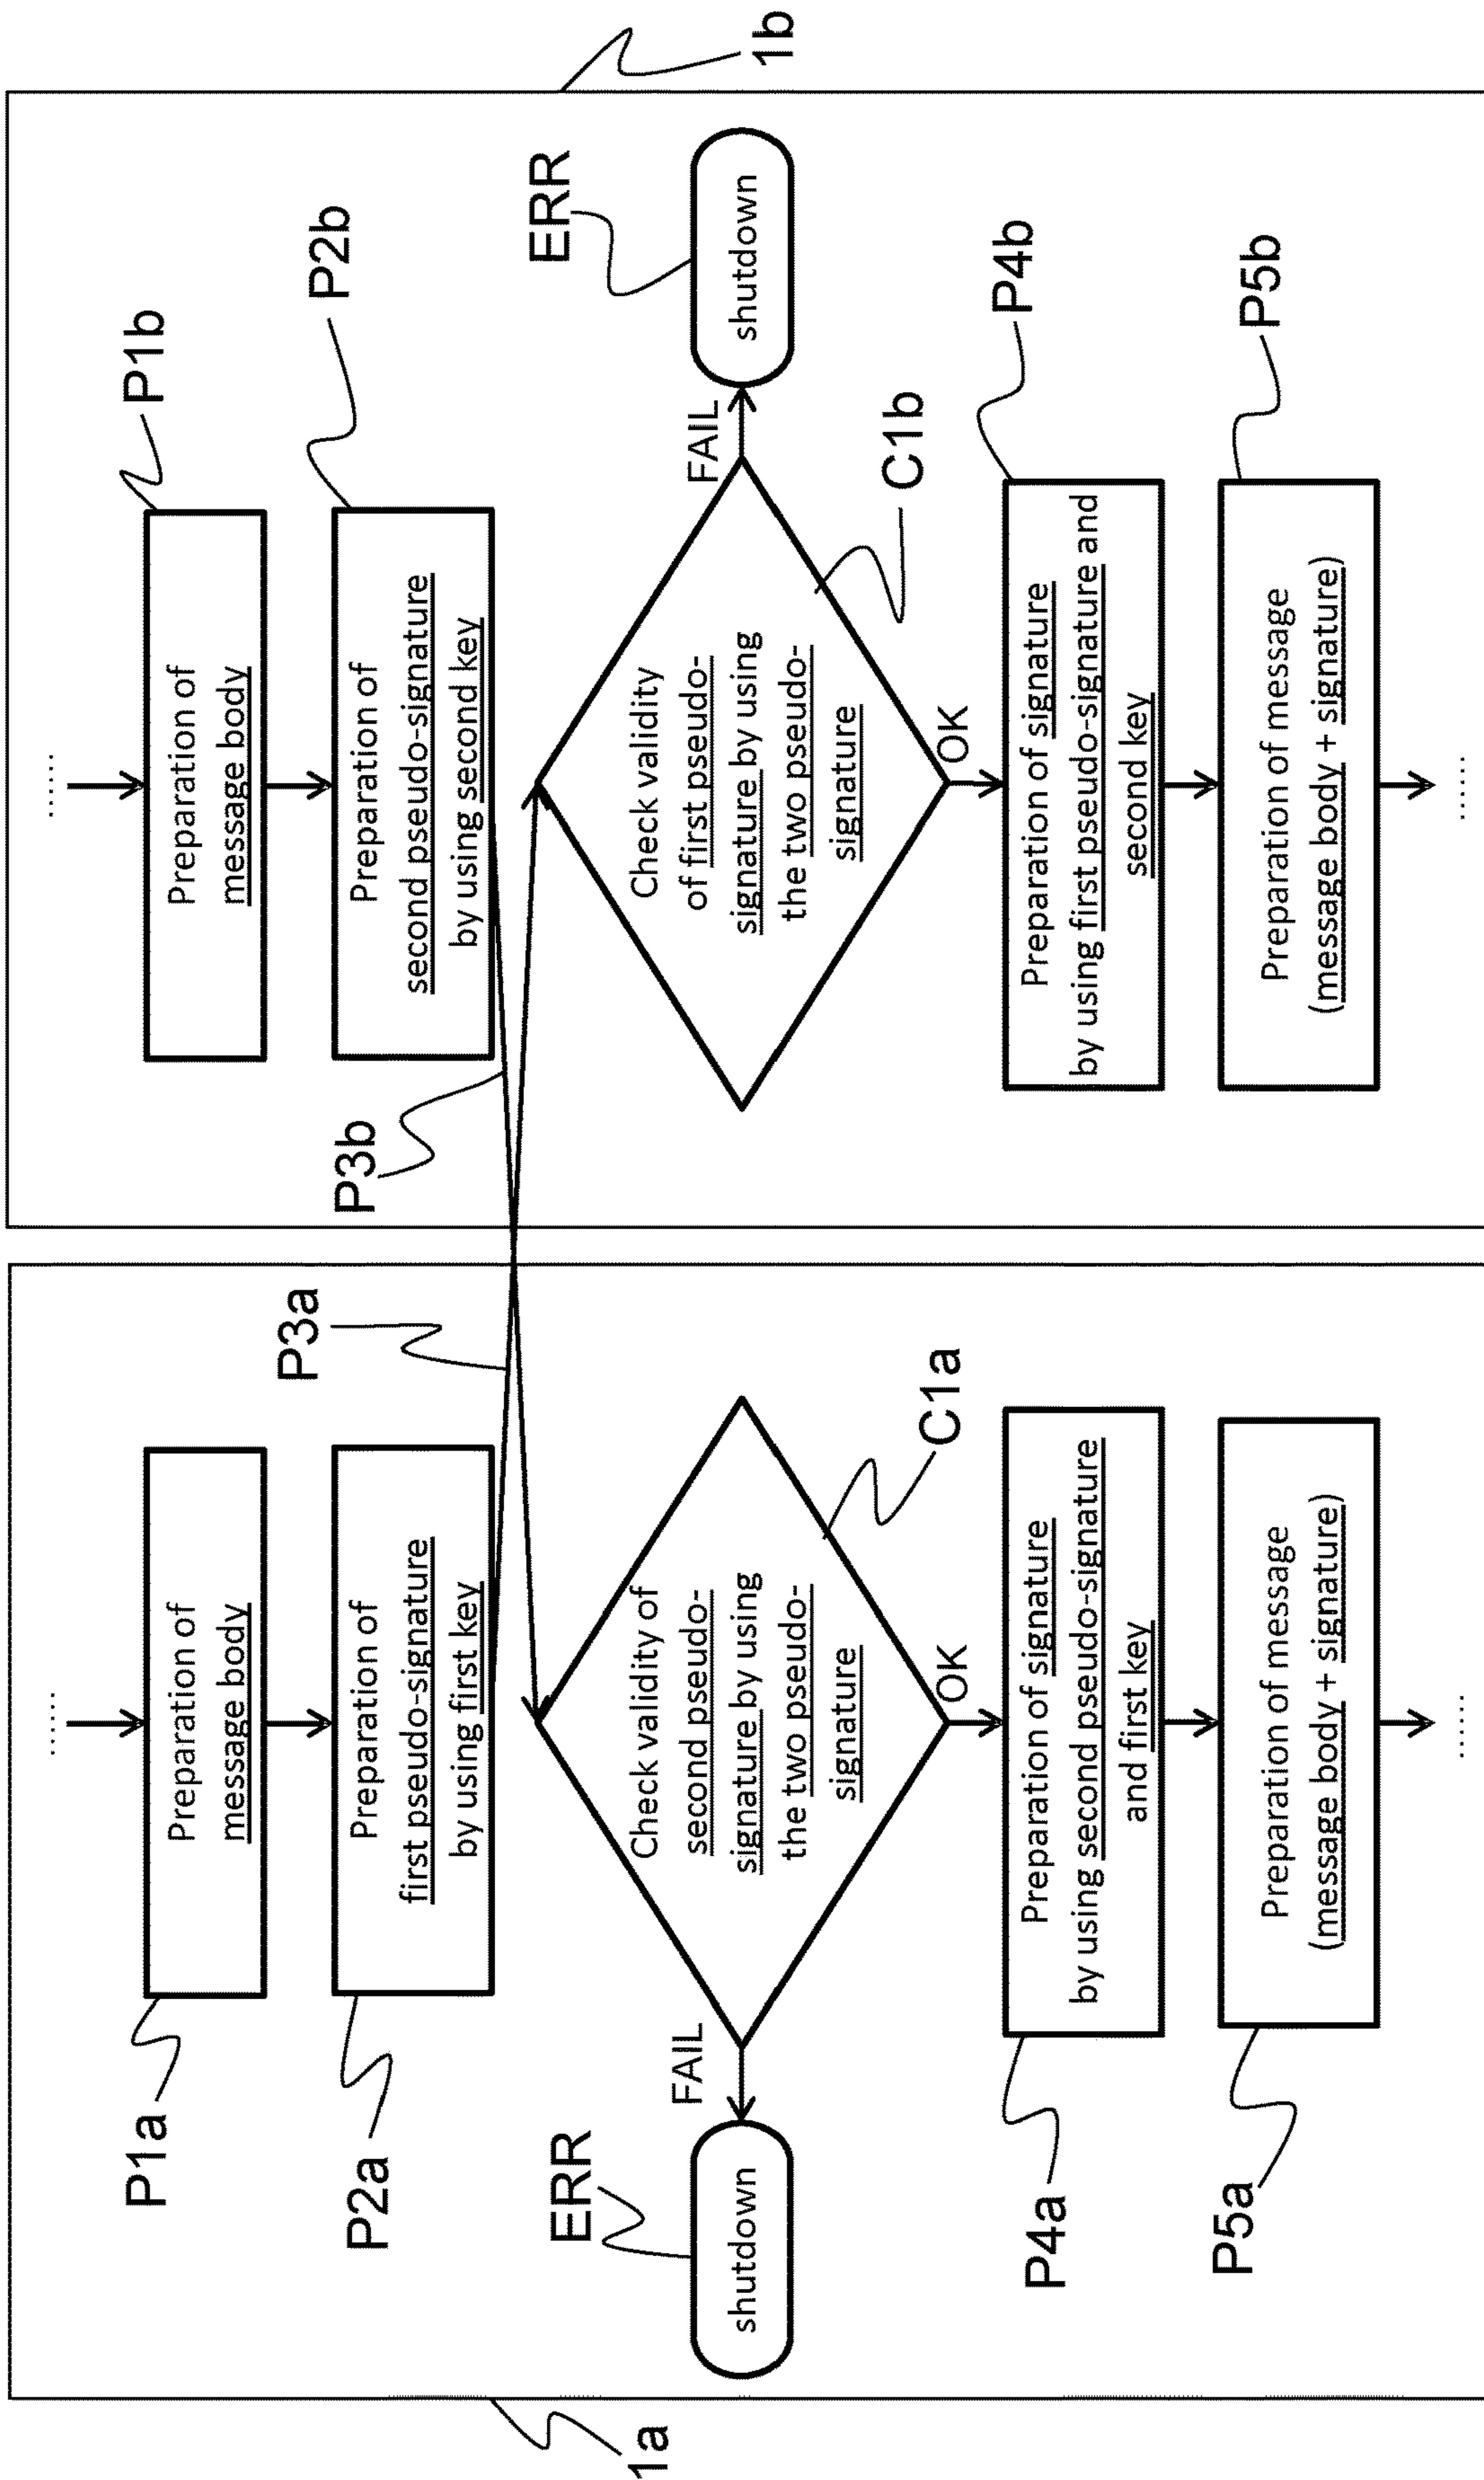 1a
P1a
Preparation of
message body
P2a
Preparation of
first pseudo-signature
by using first key
P3a
ERR
shutdown
FAIL
Check validity of
second pseudo-
signature by using
the two pseudo-
signature
C1a
OK
P4a
Preparation of signature
by using second pseudo-signature
and first key
P5a
Preparation of message
(message body + signature)
1b
P1b
Preparation of
message body
P2b
Preparation of
second pseudo-signature
by using second key
P3b
ERR
shutdown
FAIL
Check validity
of first pseudo-
signature by using
the two pseudo-
signature
C1b
OK
P4b
Preparation of signature
by using first pseudo-signature and
second key
P5b
Preparation of message
(message body + signature)